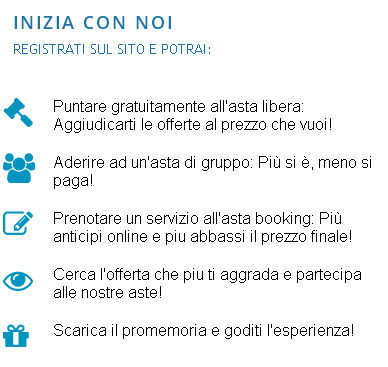 INIZIA CON NOI
REGISTRATI SUL SITO E POTRAI:
Puntare gratuitamente all'asta libera:
Aggiudicarti le offerte al prezzo che vuoi!
Aderire ad un'asta di gruppo: Più si è, meno si
paga!
Prenotare un servizio all'asta booking: Più
anticipi online e piu abbassi il prezzo finale!
Cerca l'offerta che piu ti aggrada e partecipa
alle nostre aste!
Scarica il promemoria e goditi l'esperienza!